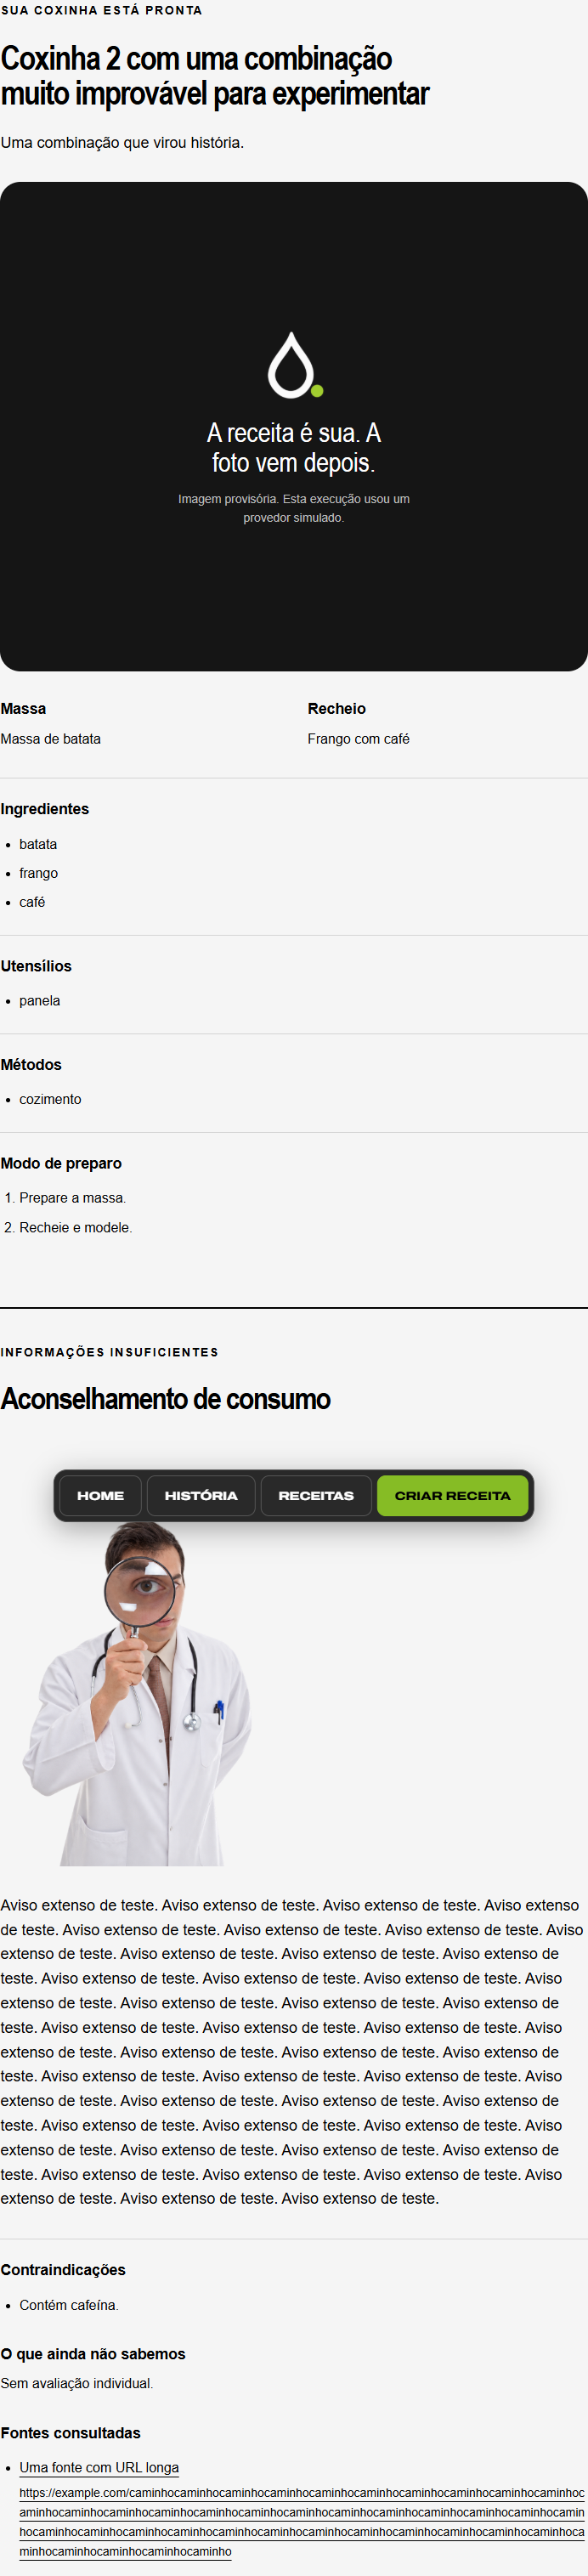 SUA COXINHA ESTÁ PRONTA
Coxinha 2 com uma combinação
muito improvável para experimentar
Uma combinação que virou história.
A receita é sua. A
foto vem depois.
Imagem provisória. Esta execução usou um
provedor simulado.
Massa
Massa de batata
Recheio
Frango com café
Ingredientes
• batata
• frango
• café
Utensílios
• panela
Métodos
• cozimento
Modo de preparo
1. Prepare a massa.
2. Recheie e modele.
INFORMAÇÕES INSUFICIENTES
Aconselhamento de consumo
HOME HISTÓRIA RECEITAS CRIAR RECEITA
Aviso extenso de teste. Aviso extenso de teste. Aviso extenso de teste. Aviso extenso
de teste. Aviso extenso de teste. Aviso extenso de teste. Aviso extenso de teste. Aviso
extenso de teste. Aviso extenso de teste. Aviso extenso de teste. Aviso extenso de
teste. Aviso extenso de teste. Aviso extenso de teste. Aviso extenso de teste. Aviso
extenso de teste. Aviso extenso de teste. Aviso extenso de teste. Aviso extenso de
teste. Aviso extenso de teste. Aviso extenso de teste. Aviso extenso de teste. Aviso
extenso de teste. Aviso extenso de teste. Aviso extenso de teste. Aviso extenso de
teste. Aviso extenso de teste. Aviso extenso de teste. Aviso extenso de teste. Aviso
extenso de teste. Aviso extenso de teste. Aviso extenso de teste. Aviso extenso de
teste. Aviso extenso de teste. Aviso extenso de teste. Aviso extenso de teste. Aviso
extenso de teste. Aviso extenso de teste. Aviso extenso de teste. Aviso extenso de
teste. Aviso extenso de teste. Aviso extenso de teste. Aviso extenso de teste. Aviso
extenso de teste. Aviso extenso de teste. Aviso extenso de teste.
Contraindicações
• Contém cafeína.
O que ainda não sabemos
Sem avaliação individual.
Fontes consultadas
• Uma fonte com URL longa
https://example.com/caminhocaminhocaminhocaminhocaminhocaminhocaminhocaminhocaminhocaminhoc
aminhocaminhocaminhocaminhocaminhocaminhocaminhocaminhocaminhocaminhocaminhocaminhocamin
hocaminhocaminhocaminhocaminhocaminhocaminhocaminhocaminhocaminhocaminhocaminhocaminhoca
minhocaminhocaminhocaminhocaminho